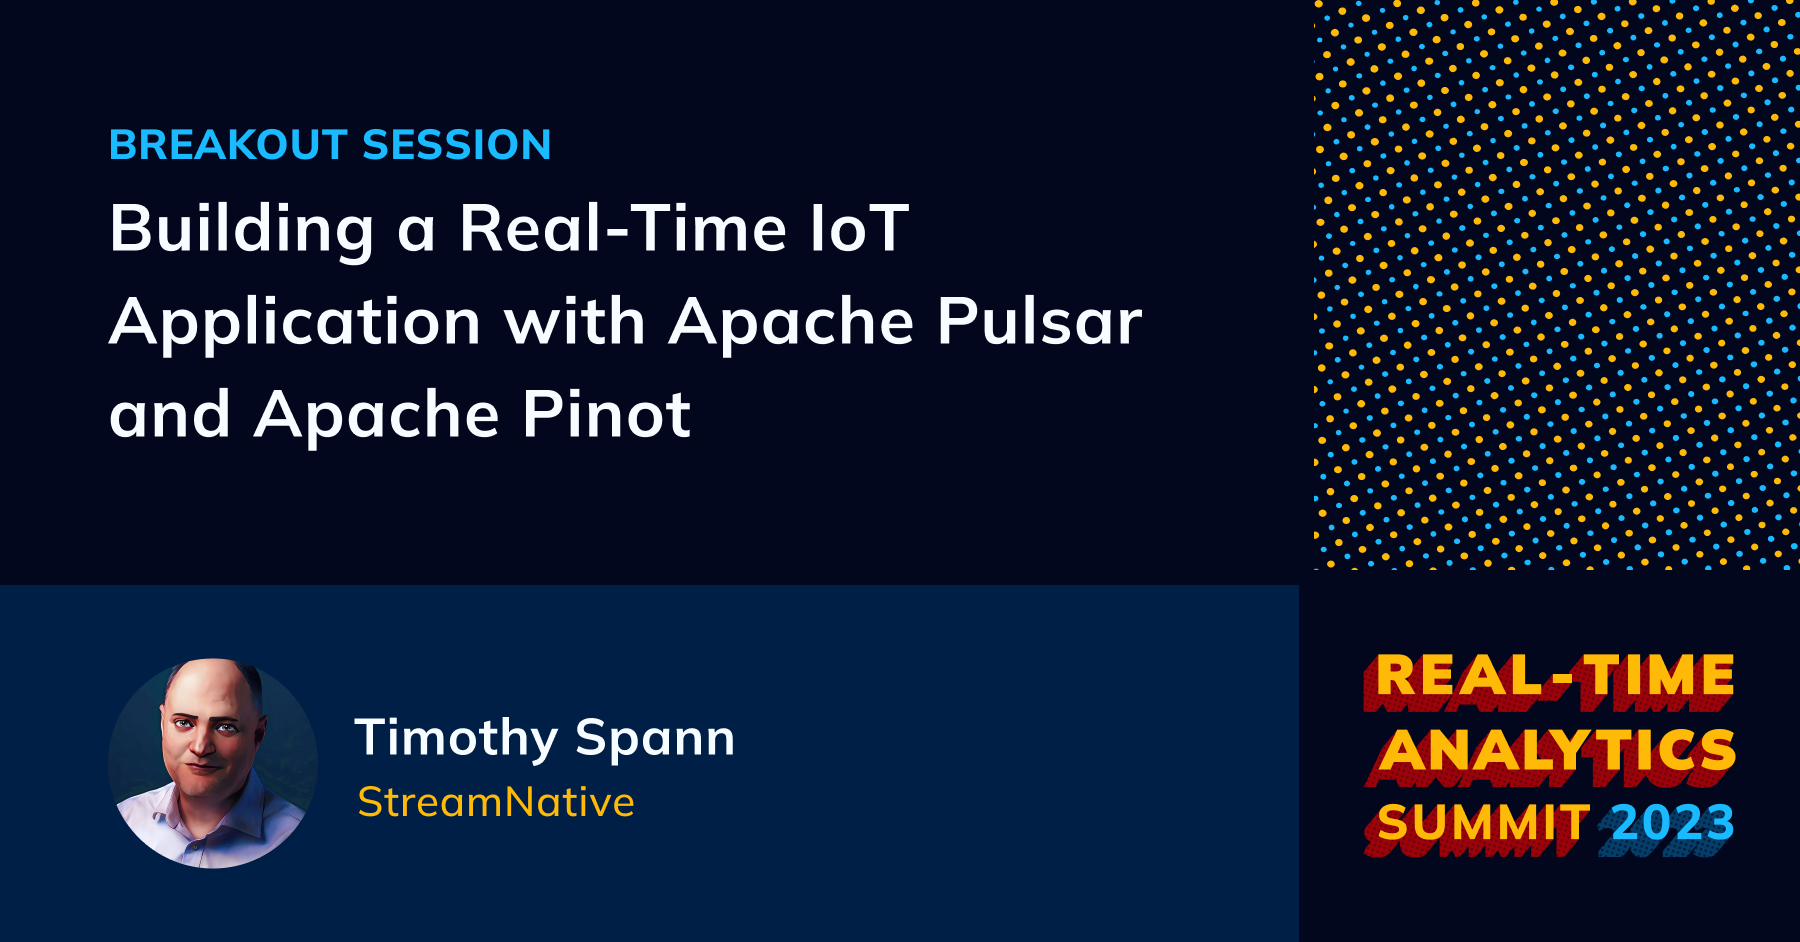 BREAKOUT SESSION
Building a Real-Time IoT
Application with Apache Pulsar
and Apache Pinot
Timothy Spann
StreamNative
REAL-TIME
ANALYTICS
SUMMIT 2023